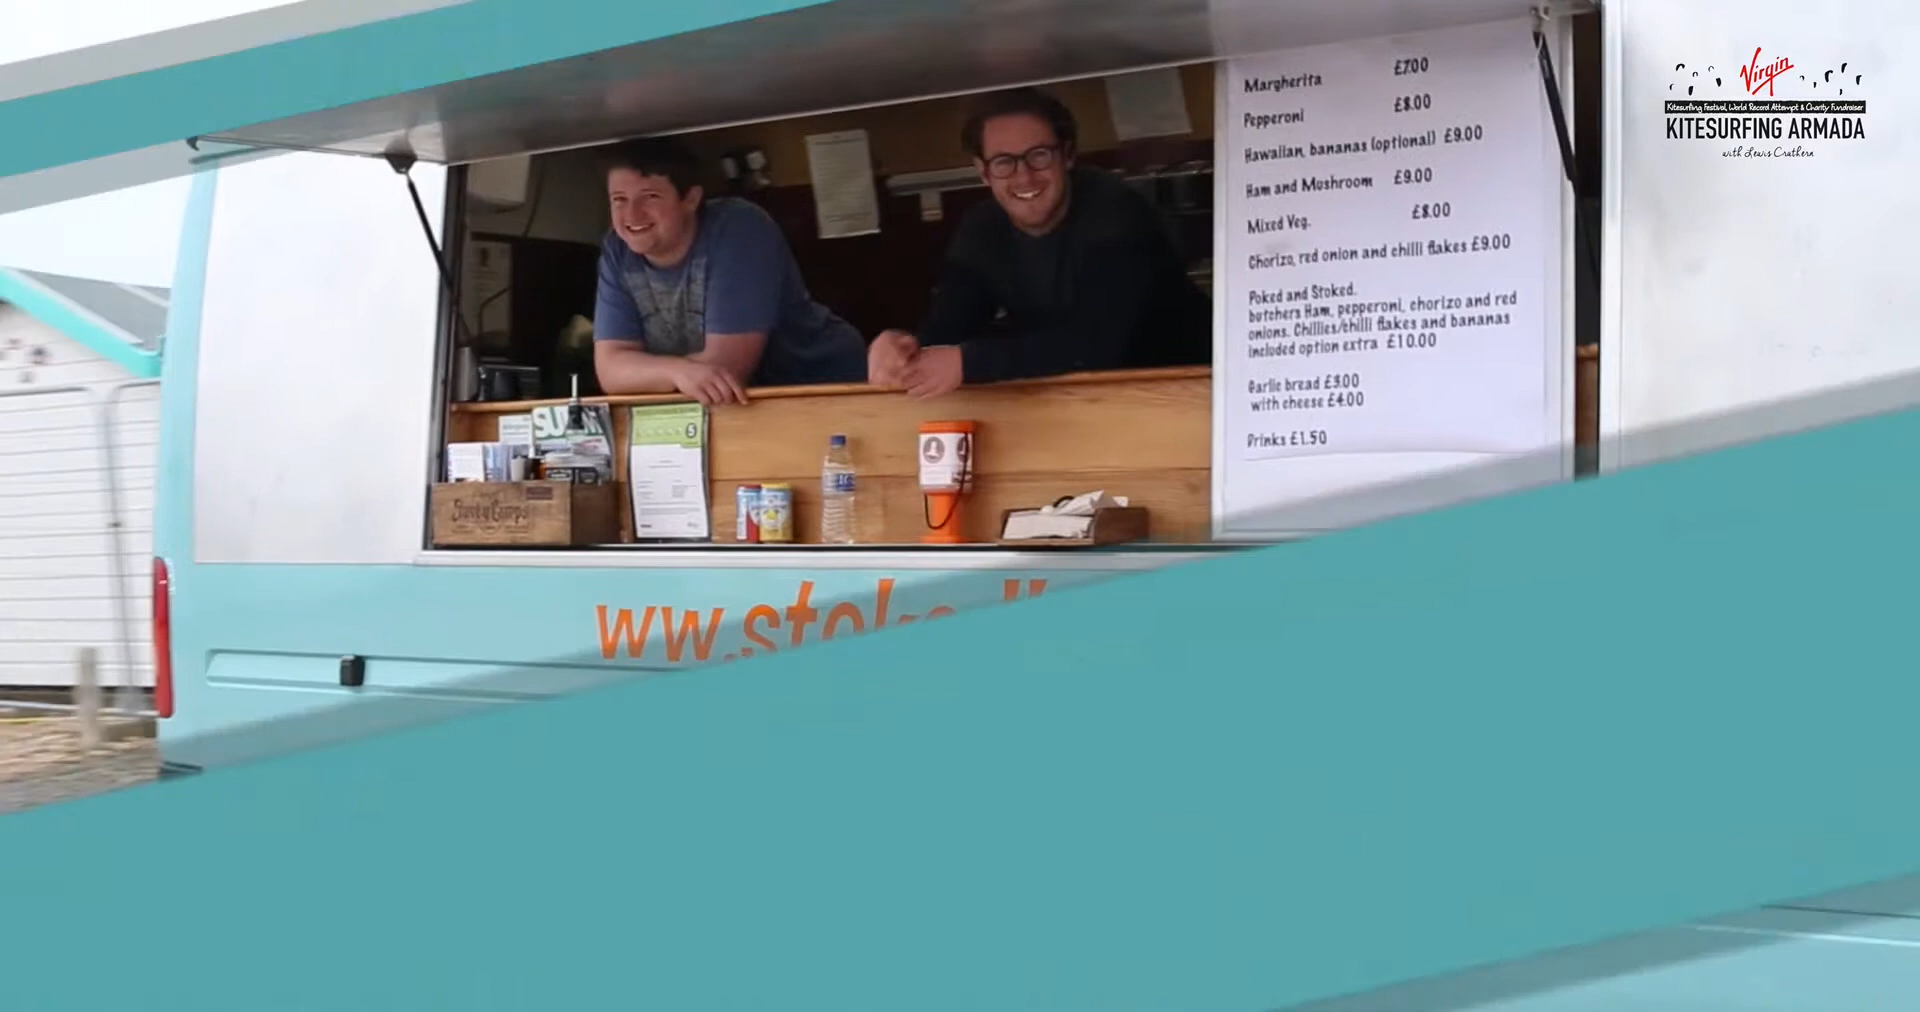 Virgin
Kitesurfing Festival, World Record Attempt & Charity Fundraiser
KITESURFING ARMADA
with Lewis Crathern
Margherita £7.00
Pepperoni £8.00
Hawaiian, bananas (optional) £9.00
Ham and Mushroom £9.00
Mixed Veg. £8.00
Chorizo, red onion and chilli flakes £9.00
Poked and Stoked.
butchers Ham, pepperoni, chorizo and red
onions. Chillies/chilli flakes and bananas
included option extra £10.00
Garlic bread £3.00
with cheese £4.00
Drinks £1.50
5
ww.sto